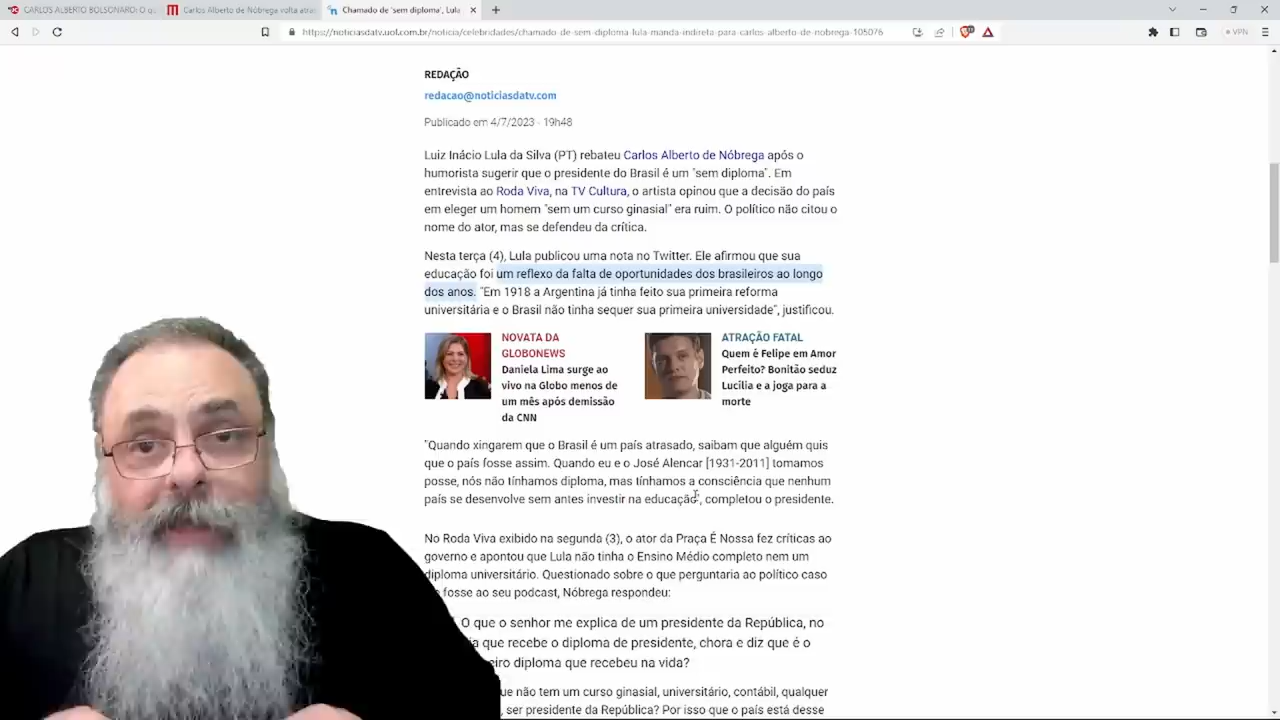 CARLOS ALBERTO BOLSONARO: O q
Carlos Alberto de Nóbrega volta atrá
Chamado de 'sem diploma', Lula
https://noticiasdatv.uol.com.br/noticia/celebridades/chamado-de-sem-diploma-lula-manda-indireta-para-carlos-alberto-de-nobrega-105076
VPN
REDAÇÃO
redacao@noticiasdatv.com
Publicado em 4/7/2023 - 19h48
Luiz Inácio Lula da Silva (PT) rebateu Carlos Alberto de Nóbrega após o
humorista sugerir que o presidente do Brasil é um "sem diploma". Em
entrevista ao Roda Viva, na TV Cultura, o artista opinou que a decisão do país
em eleger um homem "sem um curso ginasial" era ruim. O político não citou o
nome do ator, mas se defendeu da crítica.
Nesta terça (4), Lula publicou uma nota no Twitter. Ele afirmou que sua
educação foi um reflexo da falta de oportunidades dos brasileiros ao longo
dos anos. "Em 1918 a Argentina já tinha feito sua primeira reforma
universitária e o Brasil não tinha sequer sua primeira universidade", justificou.
NOVATA DA
GLOBONEWS
Daniela Lima surge ao
vivo na Globo menos de
um mês após demissão
da CNN
ATRAÇÃO FATAL
Quem é Felipe em Amor
Perfeito? Bonitão seduz
Lucília e a joga para a
morte
"Quando xingarem que o Brasil é um país atrasado, saibam que alguém quis
que o país fosse assim. Quando eu e o José Alencar [1931-2011] tomamos
posse, nós não tínhamos diploma, mas tínhamos a consciência que nenhum
país se desenvolve sem antes investir na educação", completou o presidente.
No Roda Viva exibido na segunda (3), o ator da Praça É Nossa fez críticas ao
governo e apontou que Lula não tinha o Ensino Médio completo nem um
diploma universitário. Questionado sobre o que perguntaria ao político caso
fosse ao seu podcast, Nóbrega respondeu:
O que o senhor me explica de um presidente da República, no
que recebe o diploma de presidente, chora e diz que é o
eiro diploma que recebeu na vida?
que não tem um curso ginasial, universitário, contábil, qualquer
ser presidente da República? Por isso que o país está desse